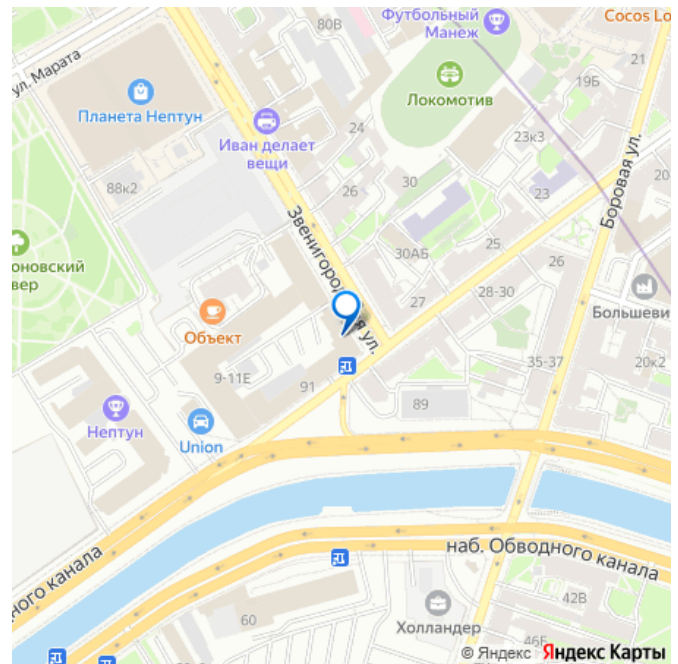 80В
Футбольный
Манеж
Cocos Lo
21
ул. Марата
19Б
Локомотив
Планета Нептун
24
23к3
Иван делает
вещи
Боровая ул.
20
88к2
26
30
23
Звенигородская ул.
оновский
вер
30АБ
25
26
28-30
27
Большеви
Объект
35-37
20к2
9-11Е
91
89
Нептун
Union
наб. Обводного канала
дного канала
42В
60
Холландер
46Б
© Яндекс Яндекс Карты